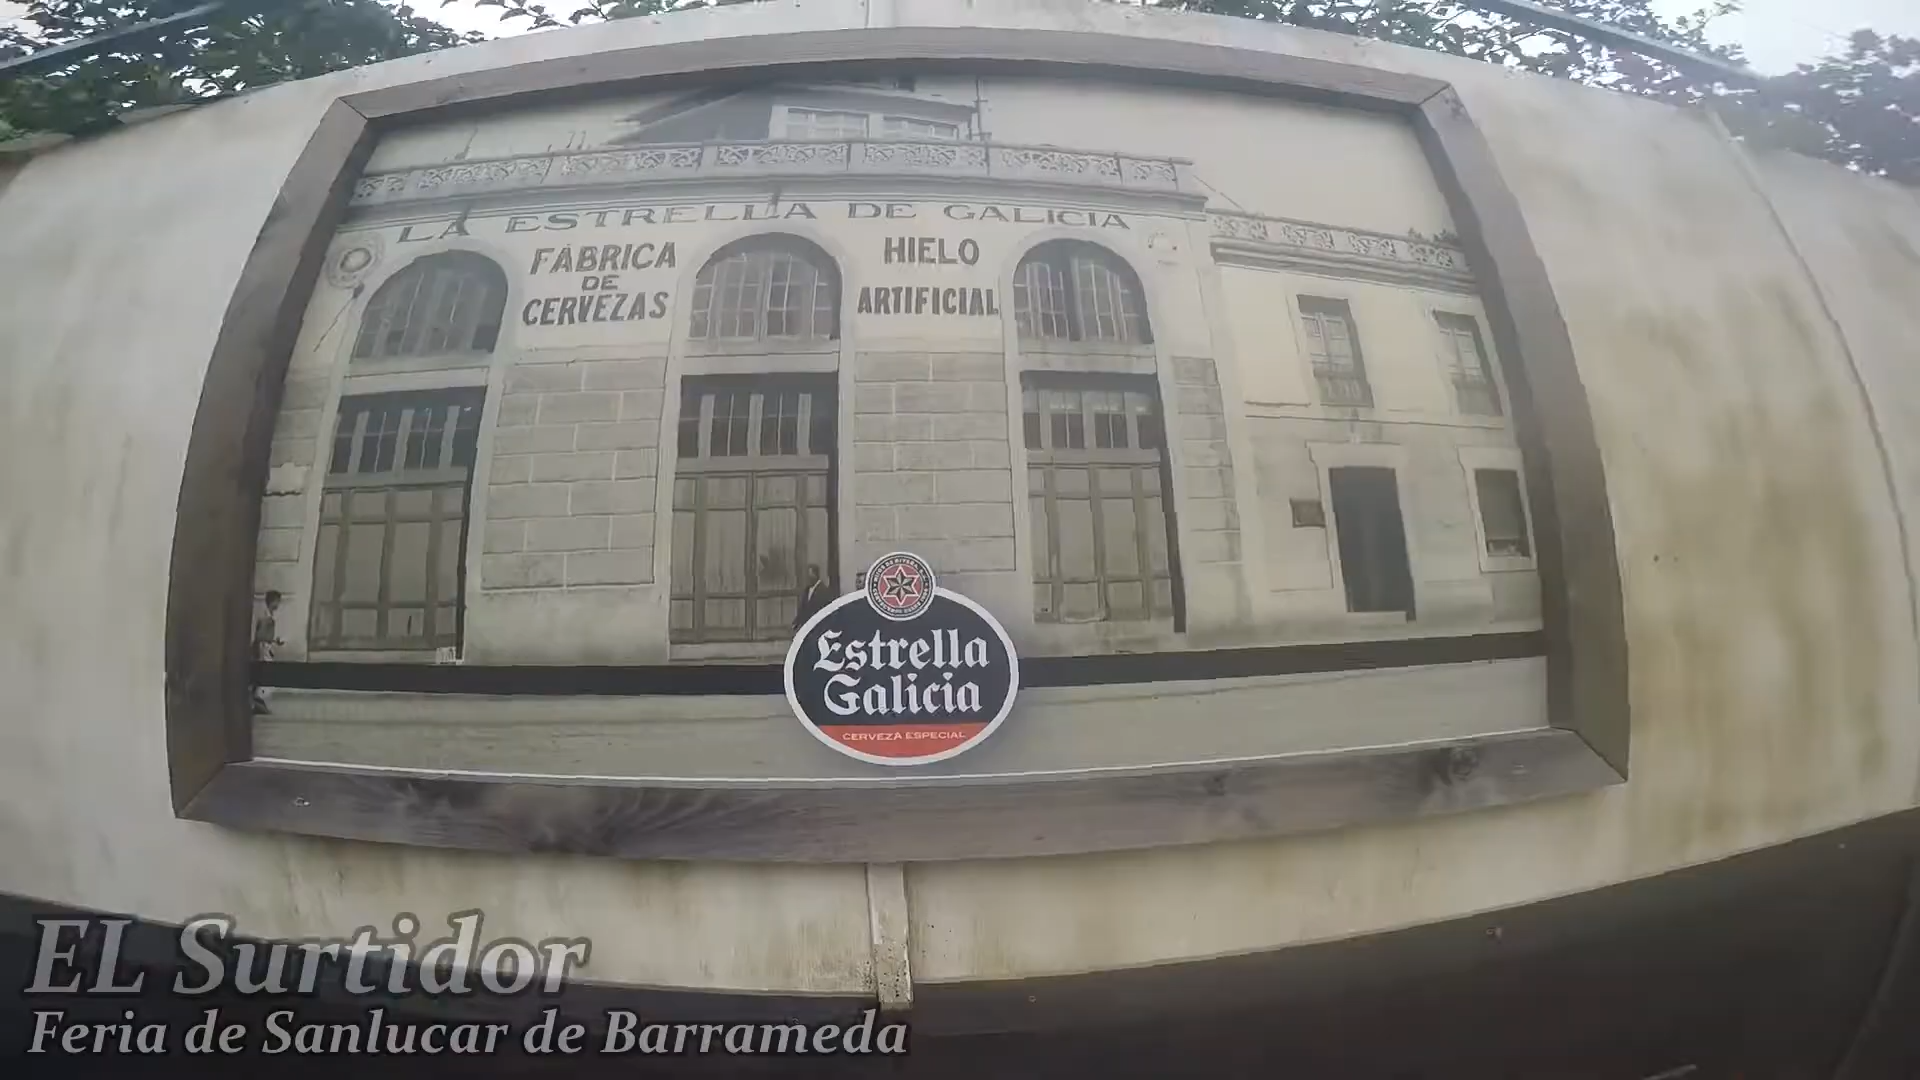 LA ESTRELLA DE GALICIA
FÁBRICA
DE
CERVEZAS
HIELO
ARTIFICIAL
Estrella
Galicia
CERVEZA ESPECIAL
EL Surtidor
Feria de Sanlucar de Barrameda